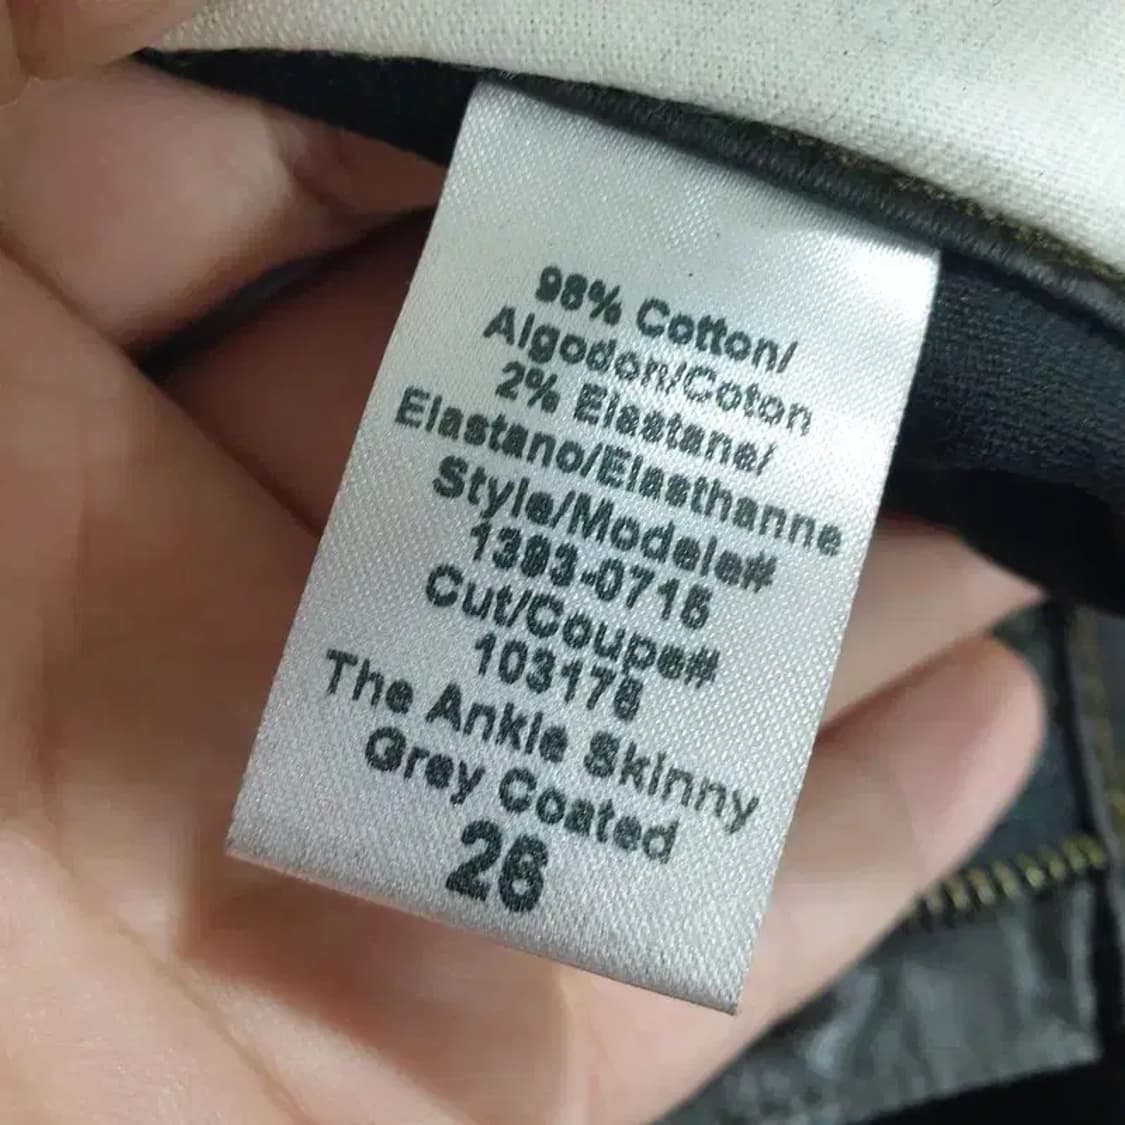 98% Cotton/
Algodon/Coton
2% Elastane/
Elastano/Elasthanne
Style/Modele#
1393-0715
Cut/Coupe#
103176
The Ankle Skinny
Grey Coated
26